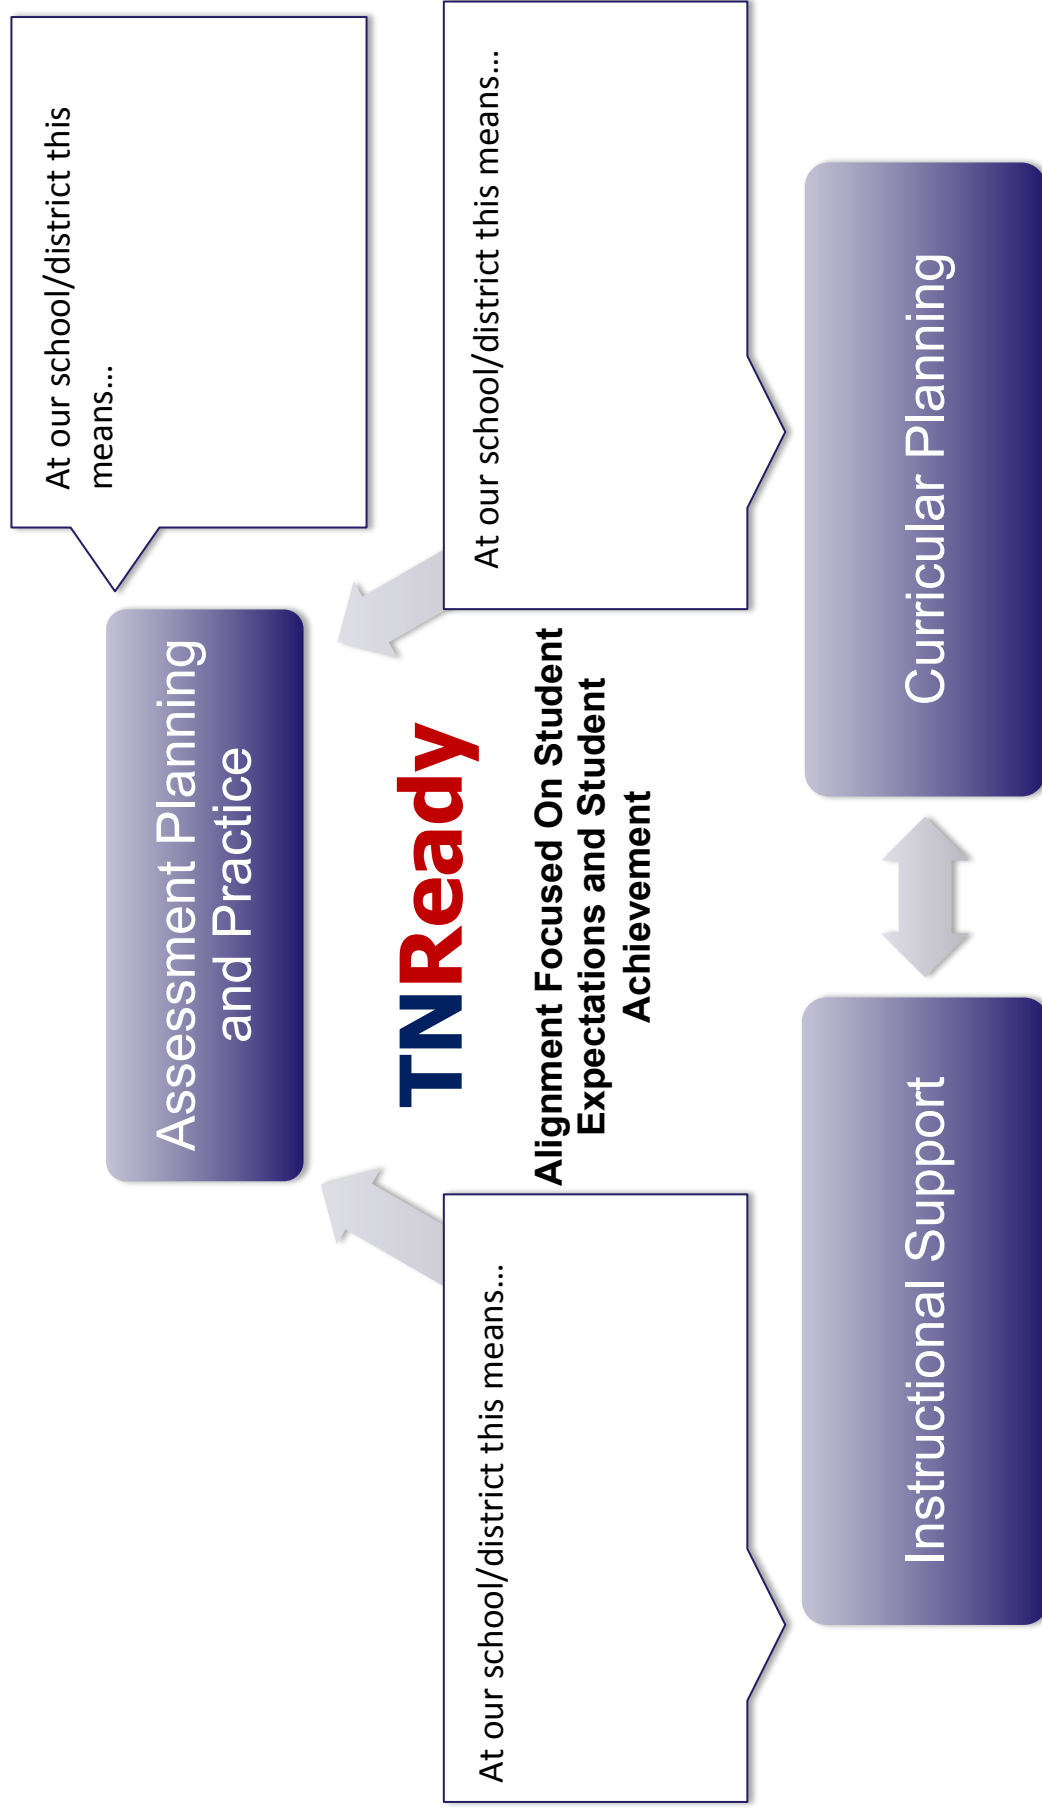 At our school/district this
means...
Assessment Planning
and Practice
TNReady
Alignment Focused On Student
Expectations and Student
Achievement
At our school/district this means...
At our school/district this means...
Instructional Support
Curricular Planning